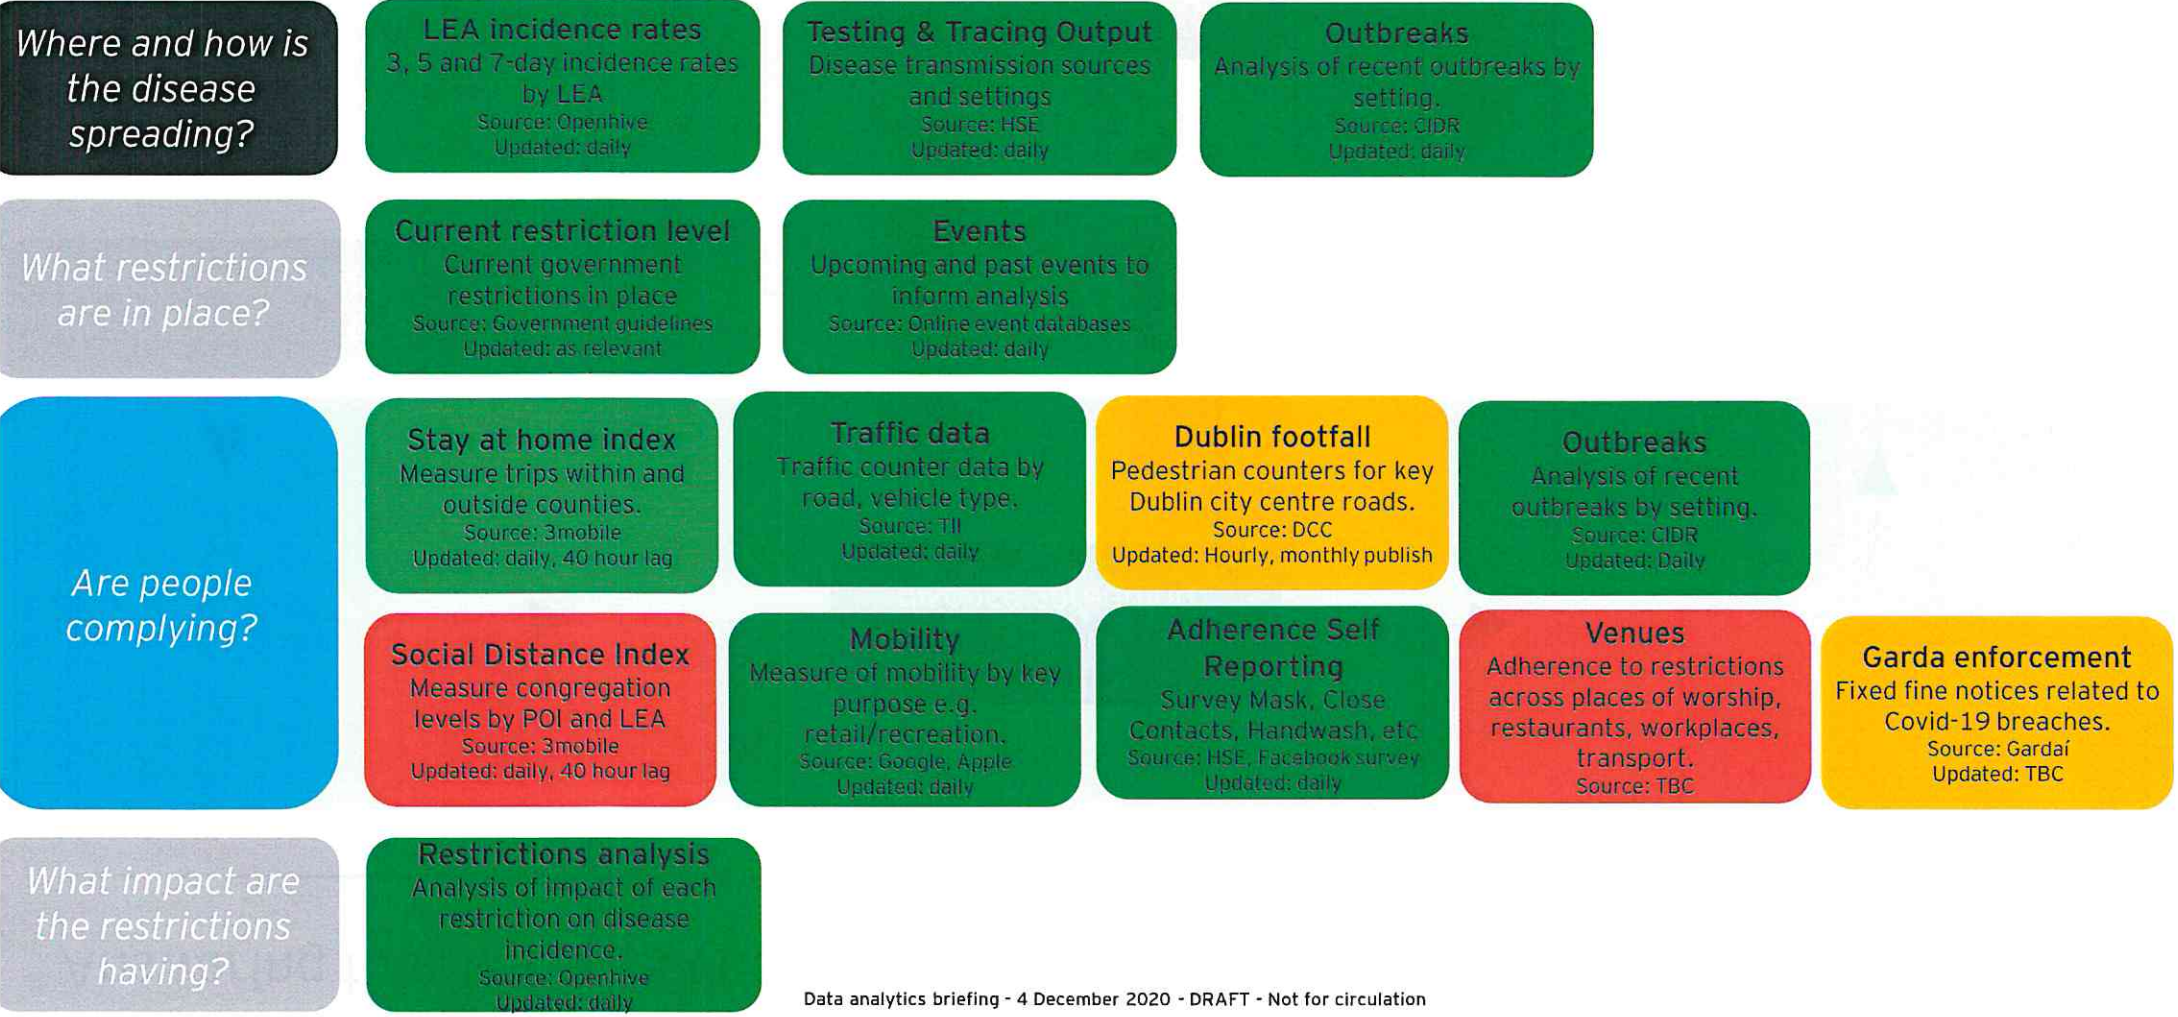 Where and how is
the disease
spreading?
LEA incidence rates
3, 5 and 7-day incidence rates
by LEA
Source: Openhive
Updated: daily
Testing & Tracing Output
Disease transmission sources
and settings
Source: HSE
Updated: daily
Outbreaks
Analysis of recent outbreaks by
setting.
Source: CIDR
Updated: daily
What restrictions
are in place?
Current restriction level
Current government
restrictions in place
Source: Government guidelines
Updated: as relevant
Events
Upcoming and past events to
inform analysis
Source: Online event databases
Updated: daily
Are people
complying?
Stay at home index
Measure trips within and
outside counties.
Source: 3mobile
Updated: daily, 40 hour lag
Traffic data
Traffic counter data by
road, vehicle type.
Source: TII
Updated: daily
Dublin footfall
Pedestrian counters for key
Dublin city centre roads.
Source: DCC
Updated: Hourly, monthly publish
Outbreaks
Analysis of recent
outbreaks by setting.
Source: CIDR
Updated: Daily
Social Distance Index
Measure congregation
levels by POI and LEA
Source: 3mobile
Updated: daily, 40 hour lag
Mobility
Measure of mobility by key
purpose e.g.
retail/recreation.
Source: Google, Apple
Updated: daily
Adherence Self
Reporting
Survey Mask, Close
Contacts, Handwash, etc
Source: HSE, Facebook survey
Updated: daily
Venues
Adherence to restrictions
across places of worship,
restaurants, workplaces,
transport.
Source: TBC
Garda enforcement
Fixed fine notices related to
Covid-19 breaches.
Source: Gardaí
Updated: TBC
What impact are
the restrictions
having?
Restrictions analysis
Analysis of impact of each
restriction on disease
incidence.
Source: Openhive
Updated: daily
Data analytics briefing - 4 December 2020 - DRAFT - Not for circulation